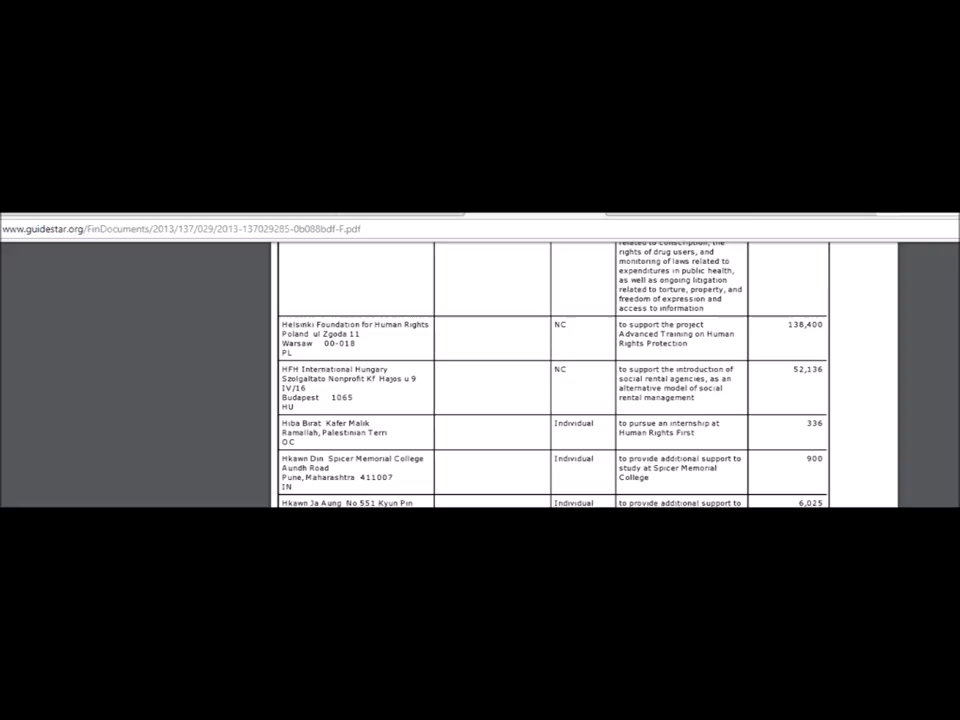 www.guidestar.org/FinDocuments/2013/137/029/2013-137029285-0b088bdf-F.pdf
related to conscription, the
rights of drug users, and
monitoring of laws related to
expenditures in public health,
as well as ongoing litigation
related to torture, property, and
freedom of expression and
access to information
Helsinki Foundation for Human Rights
Poland ul Zgoda 11
Warsaw 00-018
PL
NC
to support the project
Advanced Training on Human
Rights Protection
138,400
HFH International Hungary
Szolgaltato Nonprofit Kf Hajos u 9
IV/16
Budapest 1065
HU
NC
to support the introduction of
social rental agencies, as an
alternative model of social
rental management
52,136
Hiba Birat Kafer Malik
Ramallah, Palestinian Terri
OC
Individual
to pursue an internship at
Human Rights First
336
Hkawn Din Spicer Memorial College
Aundh Road
Pune, Maharashtra 411007
IN
Individual
to provide additional support to
study at Spicer Memorial
College
900
Hkawn Ja Aung No 551 Kyun Pin
Individual
to provide additional support to
6,025